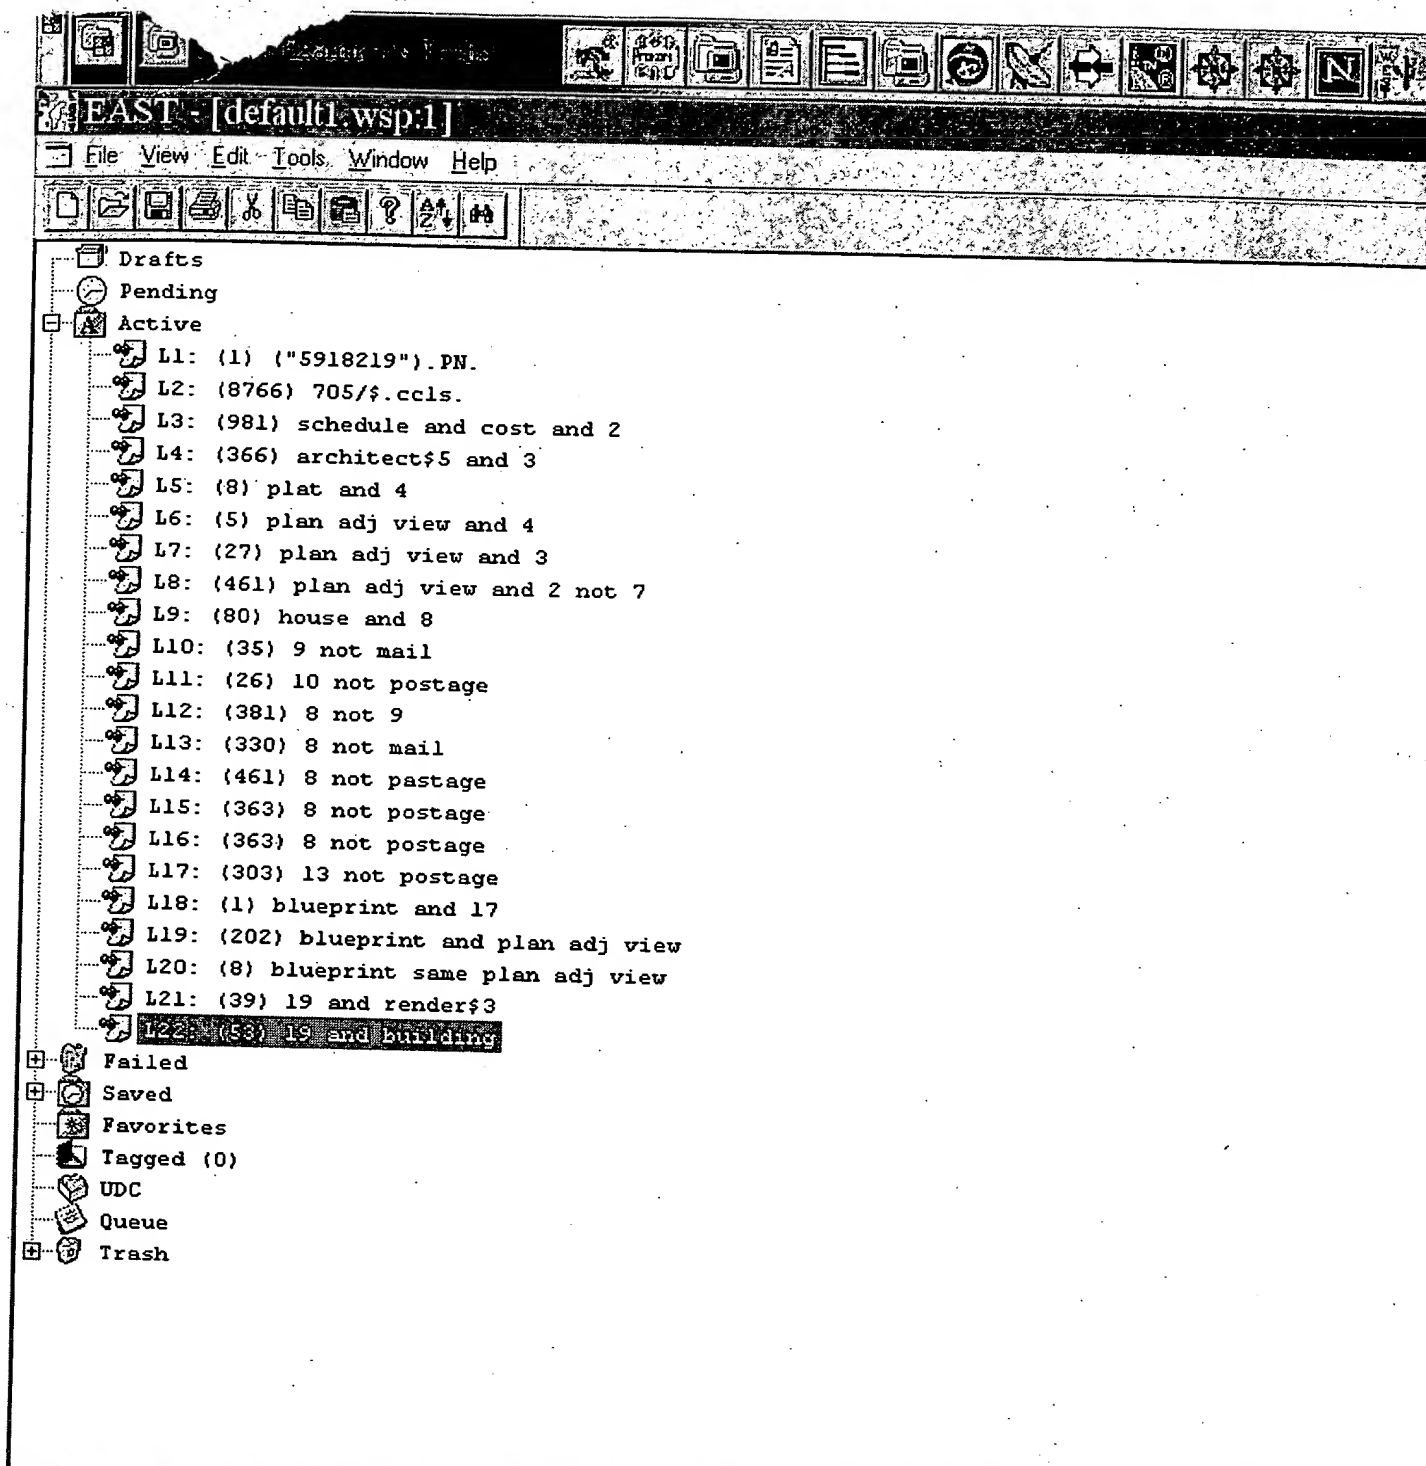 EAST - [default1.wsp:1]
File View Edit Tools Window Help
Drafts
Pending
Active
L1: (1) ("5918219").PN.
L2: (8766) 705/$.ccls.
L3: (981) schedule and cost and 2
L4: (366) architect$5 and 3
L5: (8) plat and 4
L6: (5) plan adj view and 4
L7: (27) plan adj view and 3
L8: (461) plan adj view and 2 not 7
L9: (80) house and 8
L10: (35) 9 not mail
L11: (26) 10 not postage
L12: (381) 8 not 9
L13: (330) 8 not mail
L14: (461) 8 not pastage
L15: (363) 8 not postage
L16: (363) 8 not postage
L17: (303) 13 not postage
L18: (1) blueprint and 17
L19: (202) blueprint and plan adj view
L20: (8) blueprint same plan adj view
L21: (39) 19 and render$3
L22: (53) 19 and building
Failed
Saved
Favorites
Tagged (0)
UDC
Queue
Trash